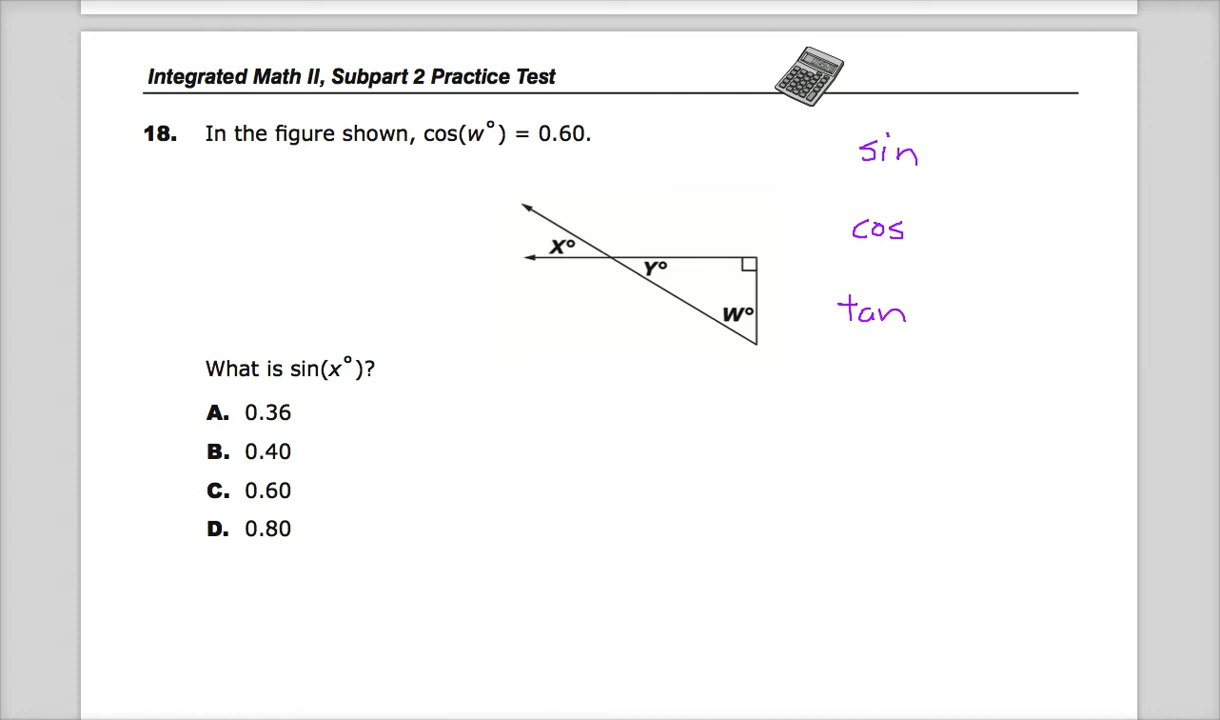 Integrated Math II, Subpart 2 Practice Test
18. In the figure shown, cos(w°) = 0.60.
sin
cos
tan
X°
Y°
W°
What is sin(x°)?
A. 0.36
B. 0.40
C. 0.60
D. 0.80